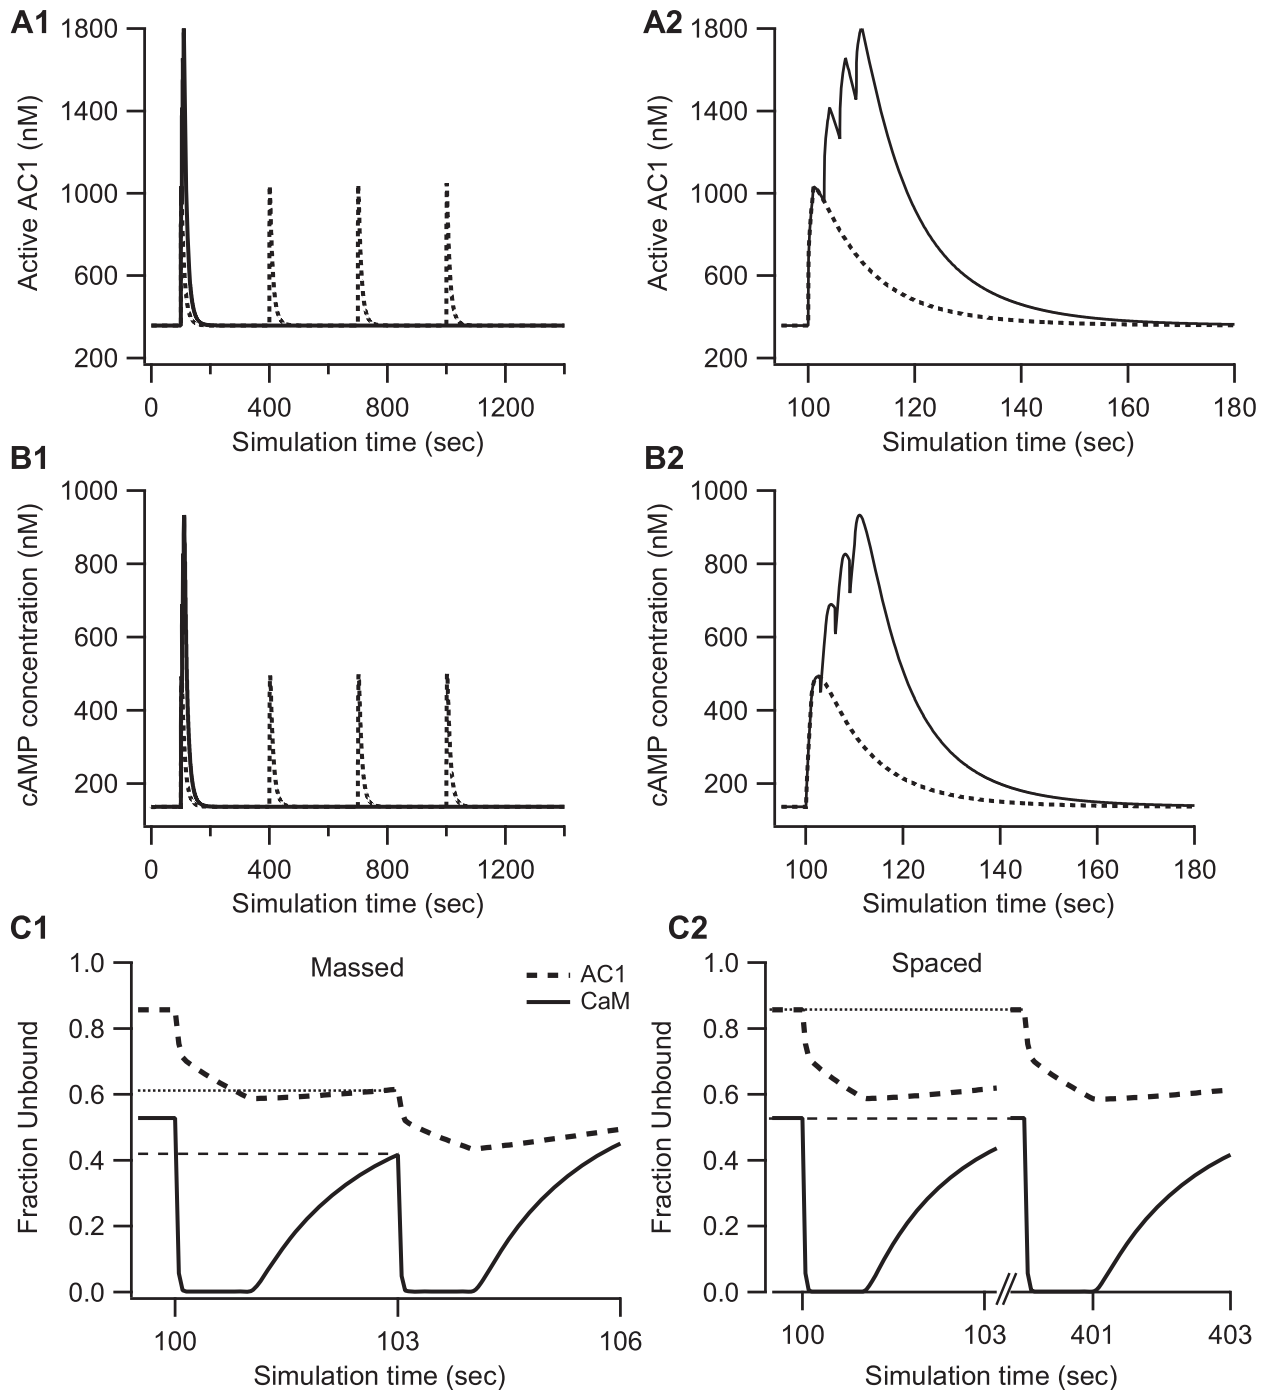 A1
1800
1400
1000
600
200
Active AC1 (nM)
0 400 800 1200
Simulation time (sec)
A2
1800
1400
1000
600
200
Active AC1 (nM)
100 120 140 160 180
Simulation time (sec)
B1
1000
800
600
400
200
cAMP concentration (nM)
0 400 800 1200
Simulation time (sec)
B2
1000
800
600
400
200
cAMP concentration (nM)
100 120 140 160 180
Simulation time (sec)
C1
Massed
AC1
CaM
1.0
0.8
0.6
0.4
0.2
0.0
Fraction Unbound
100 103 106
Simulation time (sec)
C2
Spaced
1.0
0.8
0.6
0.4
0.2
0.0
Fraction Unbound
100 103 401 403
Simulation time (sec)